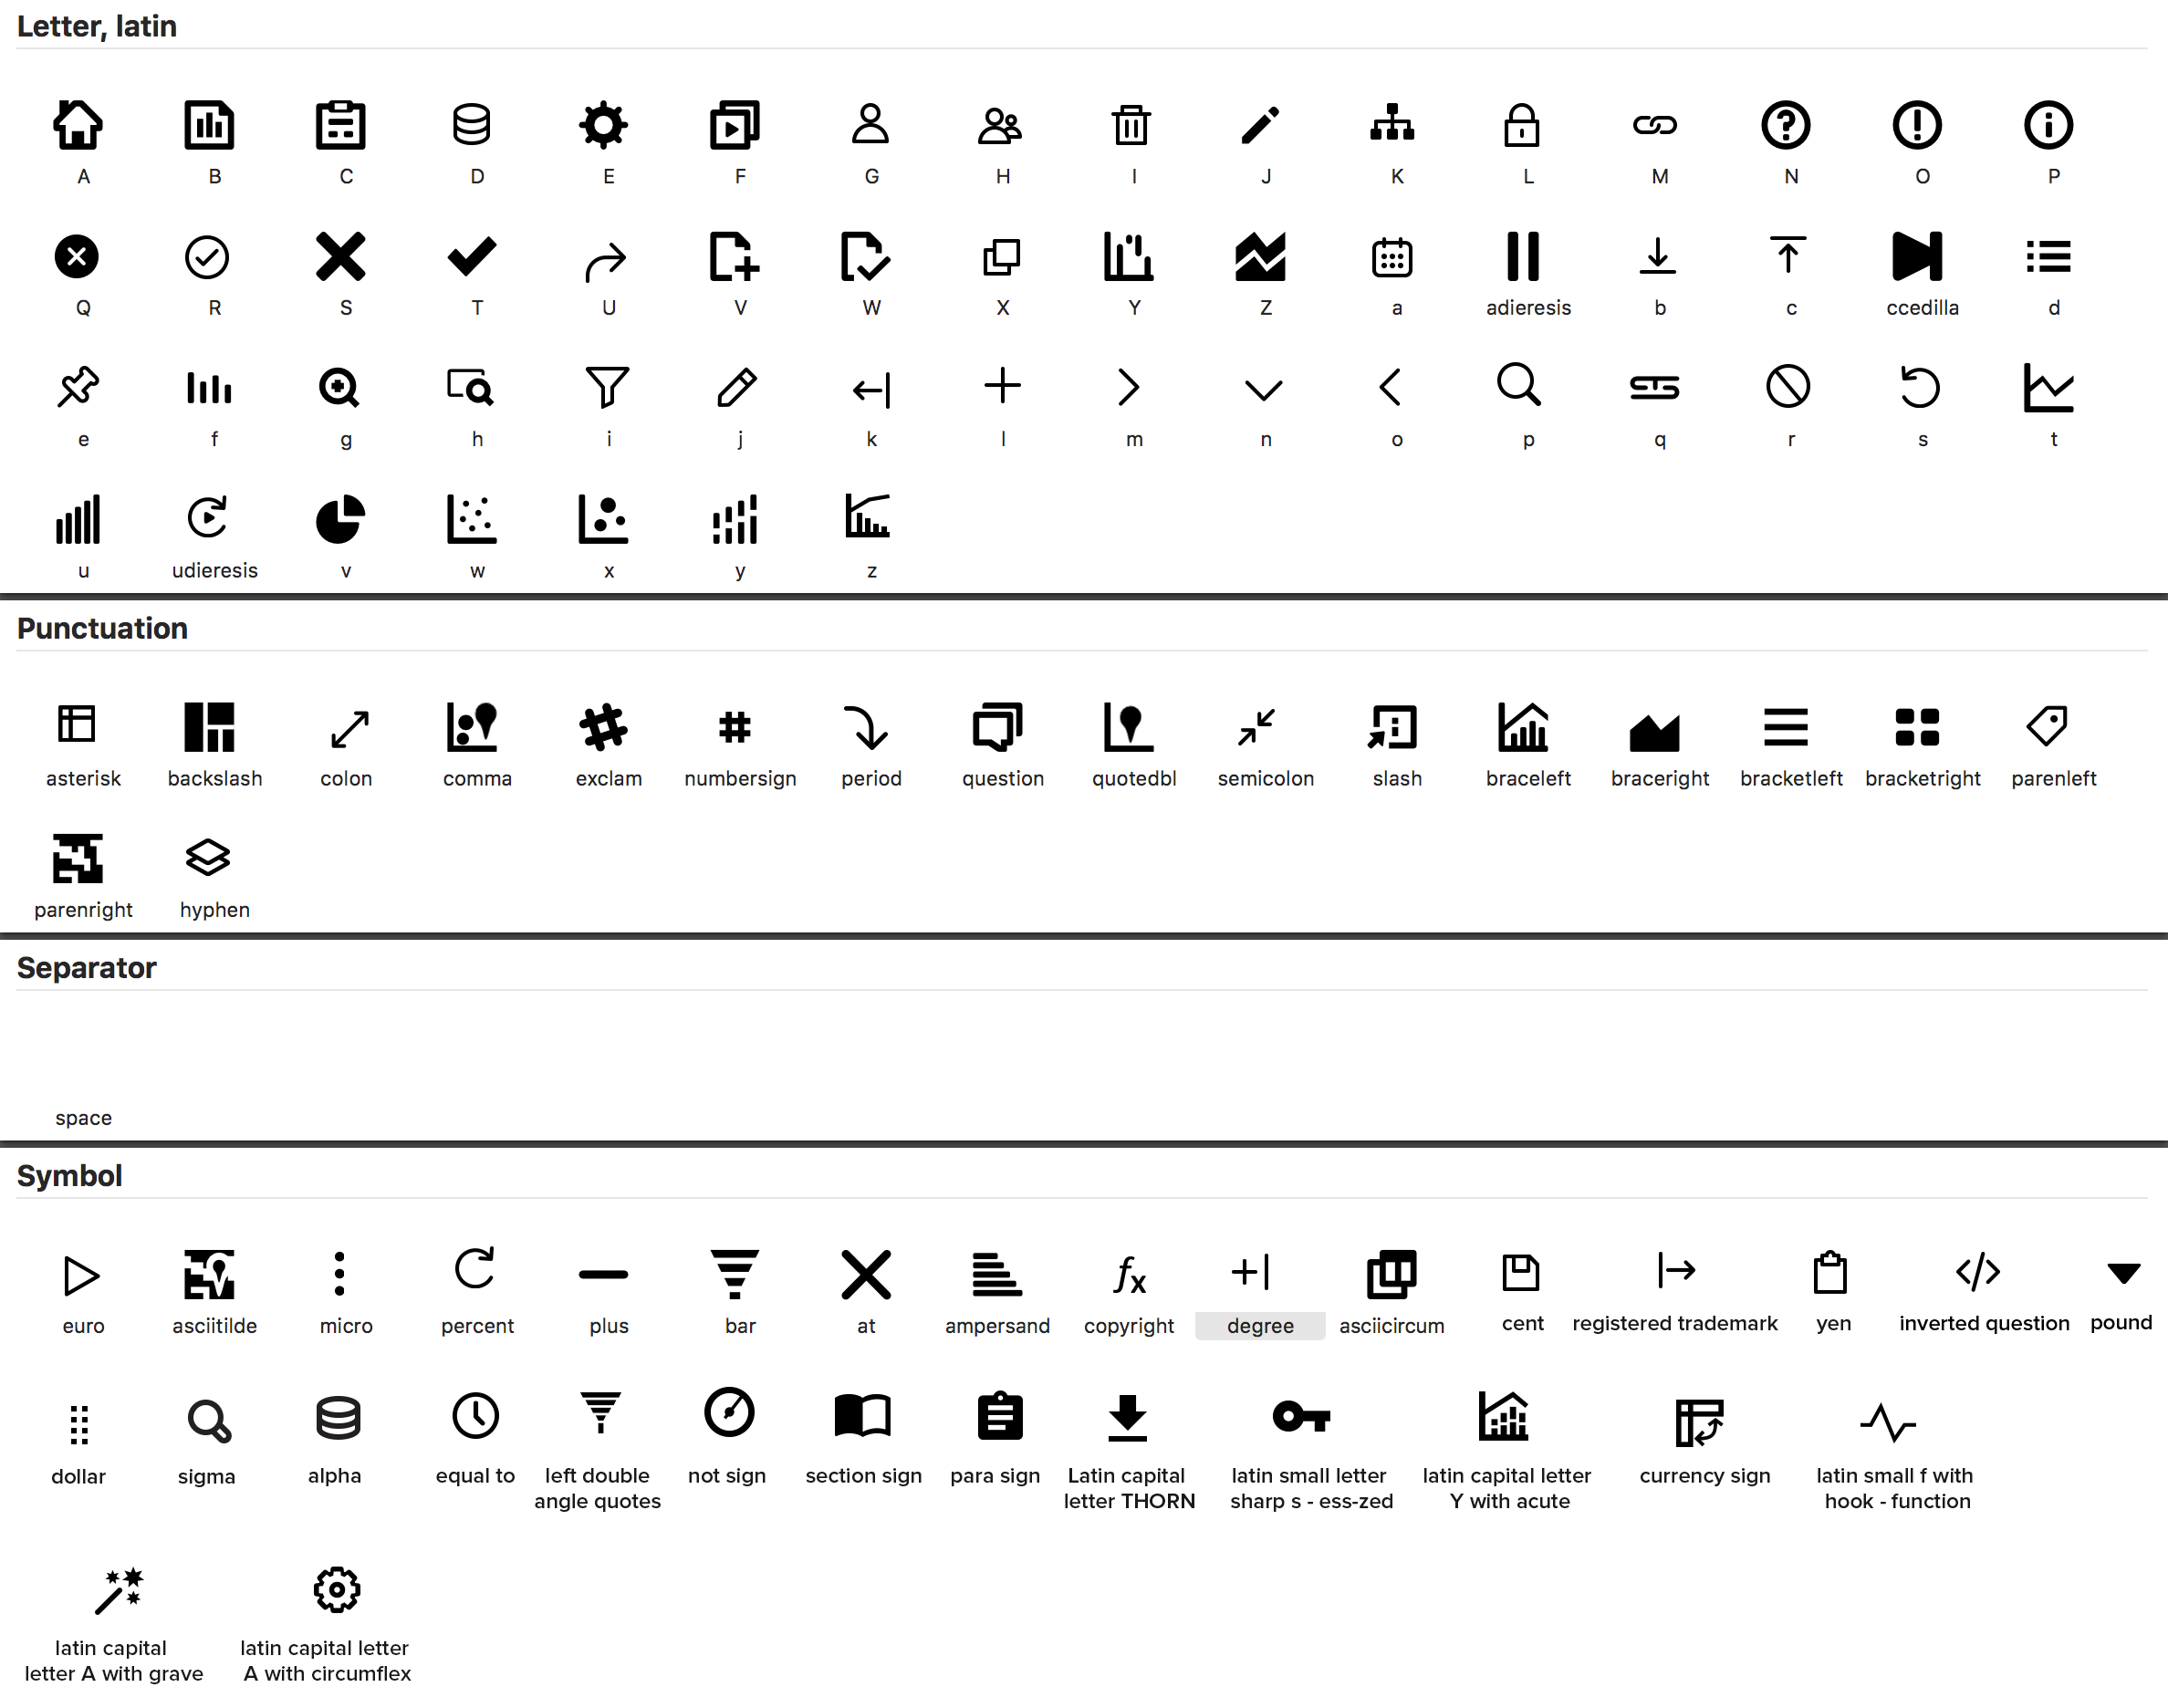 Letter, latin
A B C D E F G H I J K L M N O P
Q R S T U V W X Y Z a adieresis b c ccedilla d
e f g h i j k l m n o p q r s t
u udieresis v w x y z
Punctuation
asterisk backslash colon comma exclam numbersign period question quotedbl semicolon slash braceleft braceright bracketleft bracketright parenleft
parenright hyphen
Separator
space
Symbol
fx
euro asciitilde micro percent plus bar at ampersand copyright degree asciicircum cent registered trademark yen inverted question pound
dollar sigma alpha equal to left double not sign section sign para sign Latin capital latin small letter latin capital letter currency sign latin small f with
angle quotes letter THORN sharp s - ess-zed Y with acute hook - function
latin capital latin capital letter
letter A with grave A with circumflex